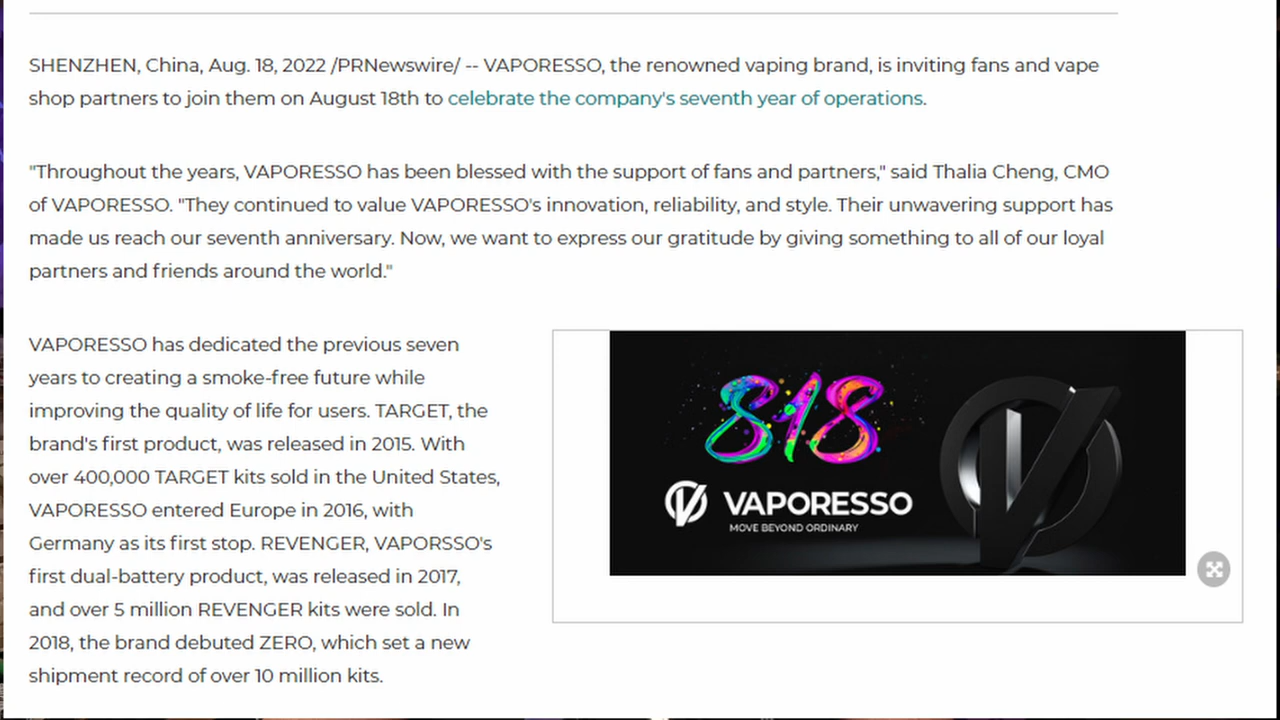 SHENZHEN, China, Aug. 18, 2022 /PRNewswire/ -- VAPORESSO, the renowned vaping brand, is inviting fans and vape
shop partners to join them on August 18th to celebrate the company's seventh year of operations.
"Throughout the years, VAPORESSO has been blessed with the support of fans and partners," said Thalia Cheng, CMO
of VAPORESSO. "They continued to value VAPORESSO's innovation, reliability, and style. Their unwavering support has
made us reach our seventh anniversary. Now, we want to express our gratitude by giving something to all of our loyal
partners and friends around the world."
VAPORESSO has dedicated the previous seven
years to creating a smoke-free future while
improving the quality of life for users. TARGET, the
brand's first product, was released in 2015. With
over 400,000 TARGET kits sold in the United States,
VAPORESSO entered Europe in 2016, with
Germany as its first stop. REVENGER, VAPORSSO's
first dual-battery product, was released in 2017,
and over 5 million REVENGER kits were sold. In
2018, the brand debuted ZERO, which set a new
shipment record of over 10 million kits.
818
VAPORESSO
MOVE BEYOND ORDINARY